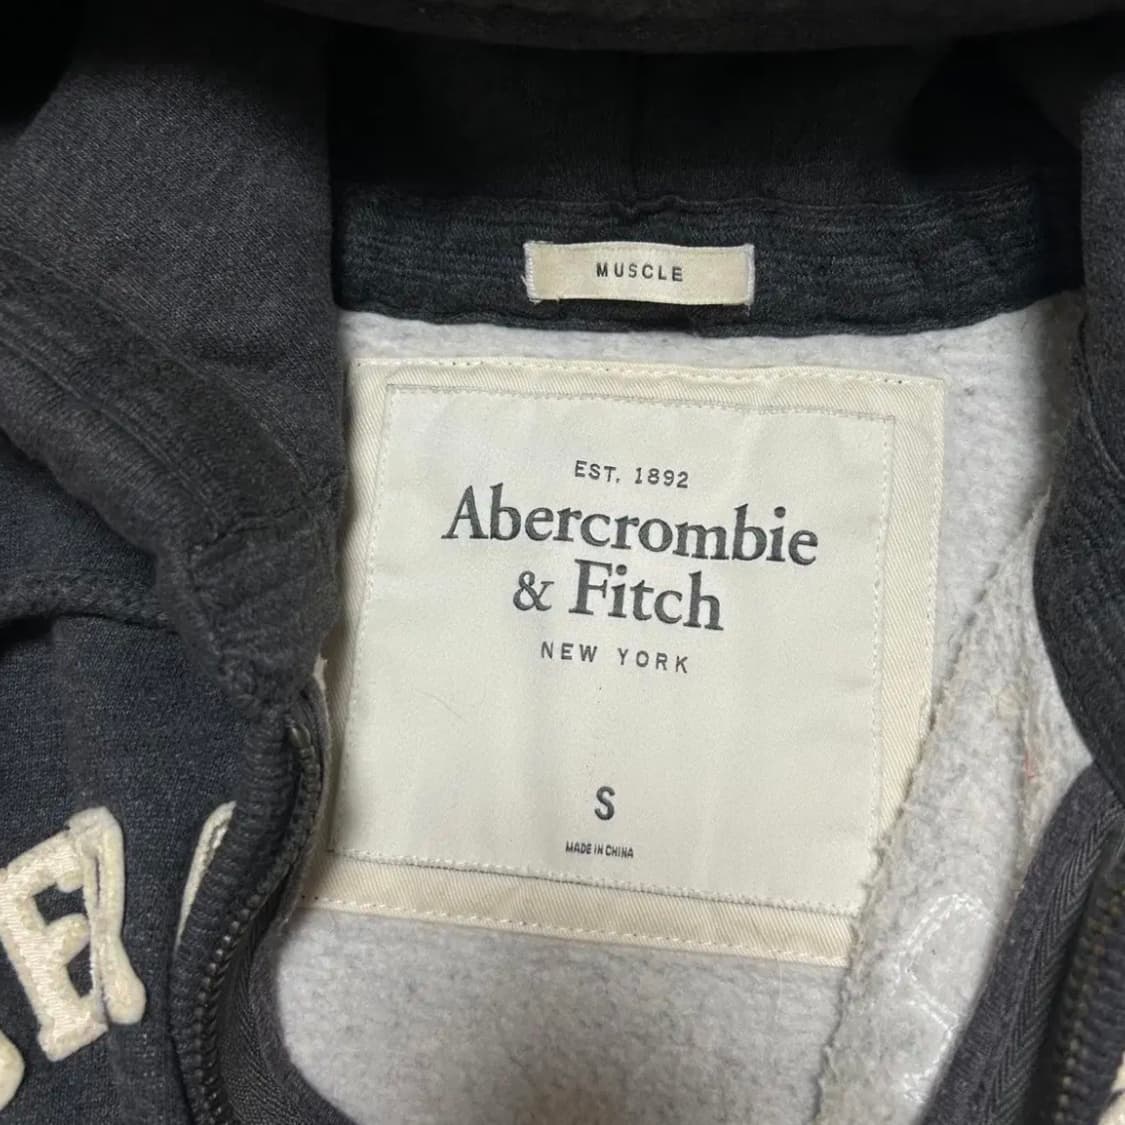 MUSCLE
EST. 1892
Abercrombie
& Fitch
NEW YORK
S
MADE IN CHINA
E